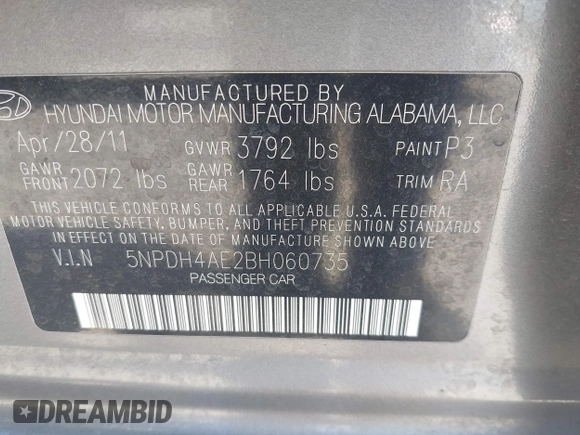 MANUFACTURED BY
HYUNDAI MOTOR MANUFACTURING ALABAMA, LLC
Apr/28/11 GVWR 3792 lbs PAINT P3
GAWR FRONT 2072 lbs GAWR REAR 1764 lbs TRIM RA
THIS VEHICLE CONFORMS TO ALL APPLICABLE U.S.A. FEDERAL
MOTOR VEHICLE SAFETY, BUMPER, AND THEFT PREVENTION STANDARDS
IN EFFECT ON THE DATE OF MANUFACTURE SHOWN ABOVE
V.I.N 5NPDH4AE2BH060735
PASSENGER CAR
DREAMBID